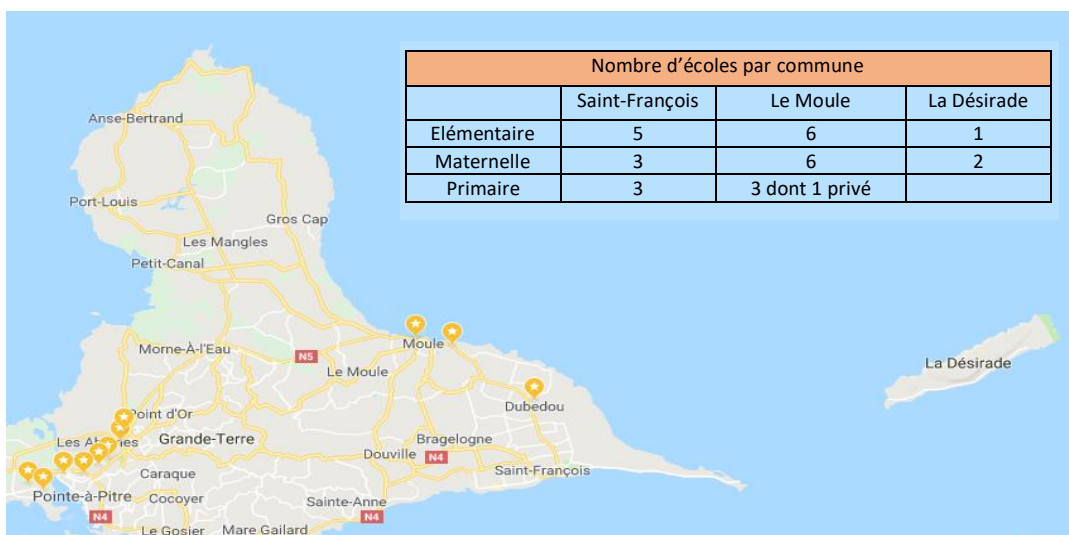 Nombre d'écoles par commune
Saint-François Le Moule La Désirade
Elémentaire 5 6 1
Maternelle 3 6 2
Primaire 3 3 dont 1 privé
Anse-Bertrand
Port-Louis
Gros Cap
Les Mangles
Petit-Canal
Moule
Morne-À-l'Eau
N5
Le Moule
La Désirade
Dubedou
Point d'Or
Grande-Terre
Bragelogne
Douville N4
Caraque
Saint-François
Pointe-à-Pitre Cocoyer
Sainte-Anne
N4 N4
Le Gosier Mare Gaillard